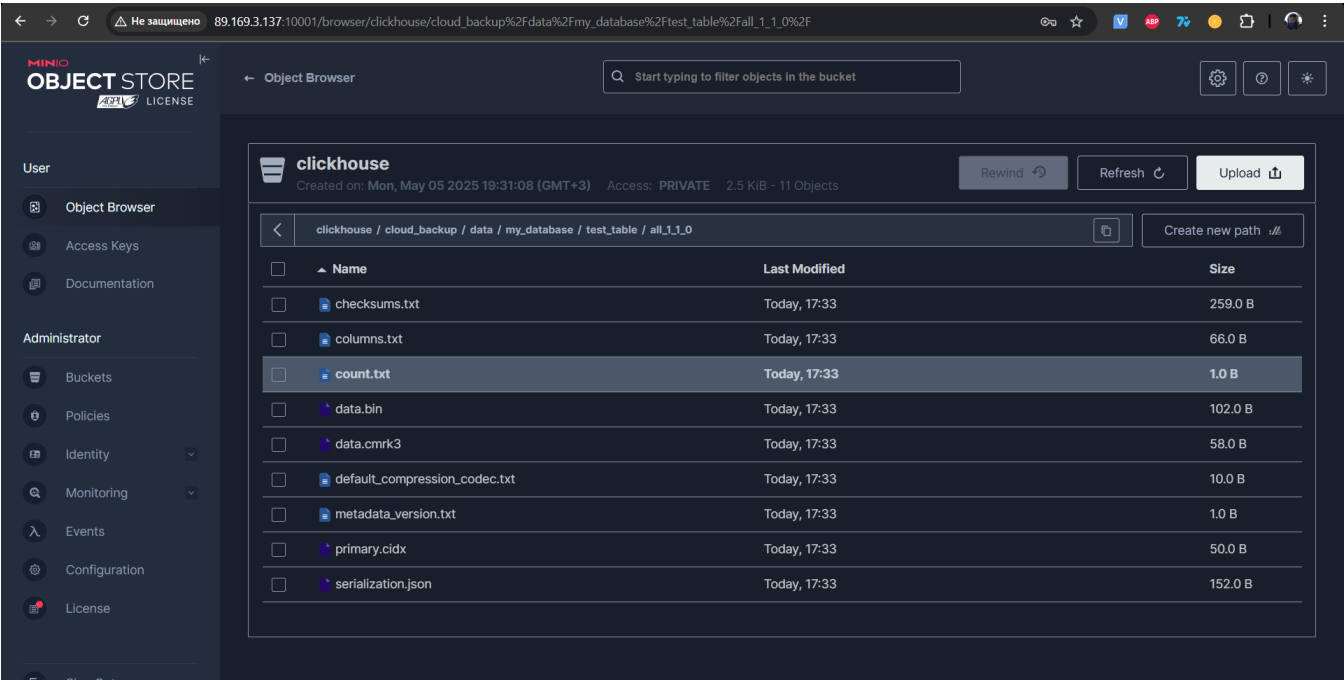 Не защищено 89.169.3.137:10001/browser/clickhouse/cloud_backup%2Fdata%2Fmy_database%2Ftest_table%2Fall_1_1_0%2F
MINIO
OBJECT STORE
AGPLV3 LICENSE
← Object Browser
Start typing to filter objects in the bucket
User
Object Browser
Access Keys
Documentation
Administrator
Buckets
Policies
Identity
Monitoring
Events
Configuration
License
clickhouse
Created on: Mon, May 05 2025 19:31:08 (GMT+3) Access: PRIVATE 2.5 KiB - 11 Objects
Rewind
Refresh
Upload
clickhouse / cloud_backup / data / my_database / test_table / all_1_1_0
Create new path
Name Last Modified Size
checksums.txt Today, 17:33 259.0 B
columns.txt Today, 17:33 66.0 B
count.txt Today, 17:33 1.0 B
data.bin Today, 17:33 102.0 B
data.cmrk3 Today, 17:33 58.0 B
default_compression_codec.txt Today, 17:33 10.0 B
metadata_version.txt Today, 17:33 1.0 B
primary.cidx Today, 17:33 50.0 B
serialization.json Today, 17:33 152.0 B